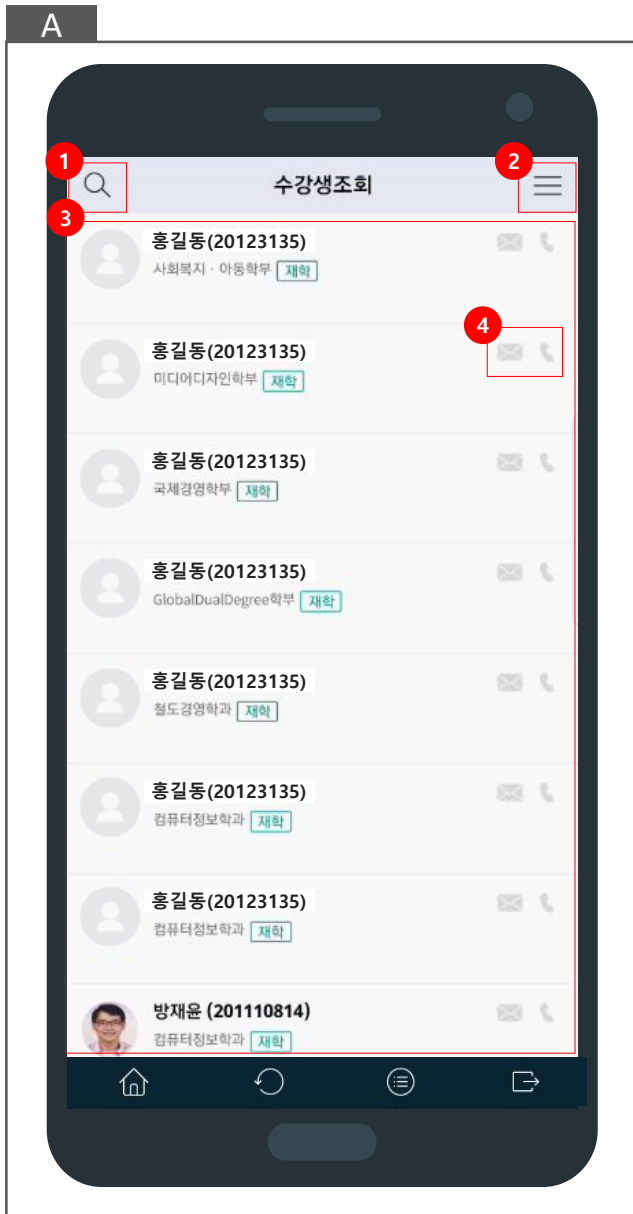 A
1
2
수강생조회
3
홍길동(20123135)
사회복지 · 아동학부 재학
4
홍길동(20123135)
미디어디자인학부 재학
홍길동(20123135)
국제경영학부 재학
홍길동(20123135)
GlobalDualDegree학부 재학
홍길동(20123135)
철도경영학과 재학
홍길동(20123135)
컴퓨터정보학과 재학
홍길동(20123135)
컴퓨터정보학과 재학
방재윤 (201110814)
컴퓨터정보학과 재학